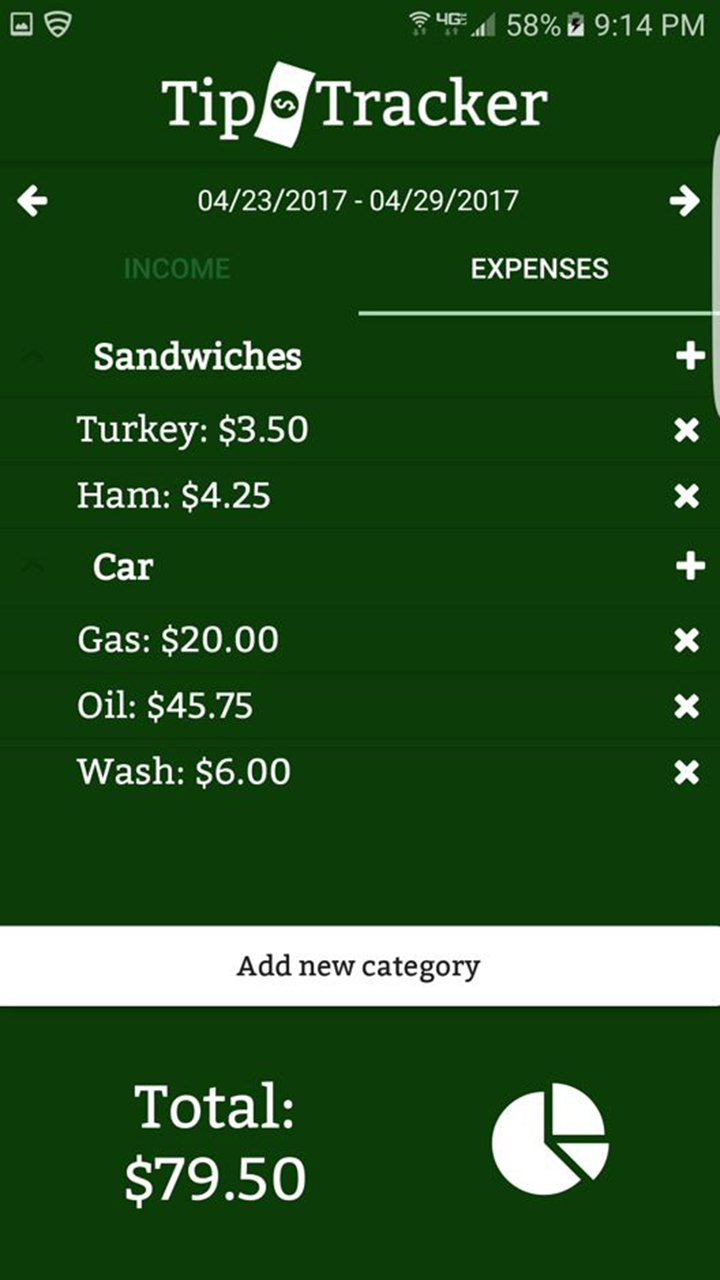 4G 58% 9:14 PM
Tip $ Tracker
04/23/2017 - 04/29/2017
INCOME EXPENSES
Sandwiches
Turkey: $3.50
Ham: $4.25
Car
Gas: $20.00
Oil: $45.75
Wash: $6.00
Add new category
Total:
$79.50